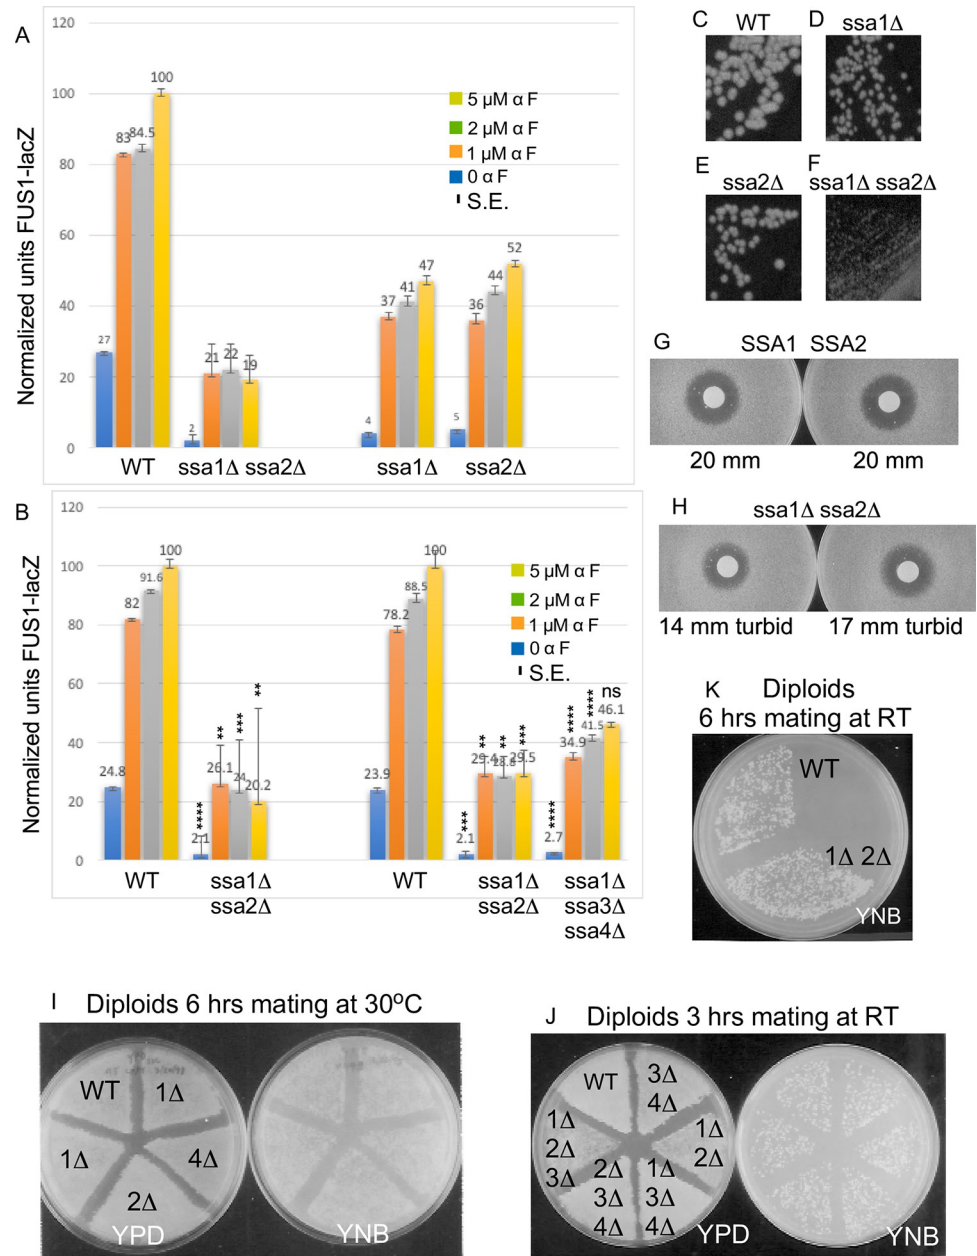 A
Normalized units FUS1-lacZ
120
100
80
60
40
20
0
27
83
84.5
100
2
21
22
19
4
37
41
47
5
36
44
52
5 µM α F
2 µM α F
1 µM α F
0 α F
S.E.
WT
ssa1Δ ssa2Δ
ssa1Δ
ssa2Δ
B
Normalized units FUS1-lacZ
120
100
80
60
40
20
0
24.8
82
91.6
100
****
2.1
**
26.1
***
24
**
20.2
23.9
78.2
88.5
100
***
2.1
**
29.4
**
28.8
***
29.5
****
2.7
****
34.9
****
41.5
ns
46.1
5 µM α F
2 µM α F
1 µM α F
0 α F
S.E.
WT
ssa1Δ
ssa2Δ
WT
ssa1Δ
ssa2Δ
ssa1Δ
ssa3Δ
ssa4Δ
C
WT
D
ssa1Δ
E
ssa2Δ
F
ssa1Δ ssa2Δ
G
SSA1 SSA2
20 mm
20 mm
H
ssa1Δ ssa2Δ
14 mm turbid
17 mm turbid
K
Diploids
6 hrs mating at RT
WT
1Δ 2Δ
YNB
I
Diploids 6 hrs mating at 30ºC
WT
1Δ
1Δ
4Δ
2Δ
YPD
YNB
J
Diploids 3 hrs mating at RT
WT
3Δ
4Δ
1Δ
2Δ
3Δ
1Δ
2Δ
2Δ
3Δ
4Δ
1Δ
3Δ
4Δ
YPD
YNB